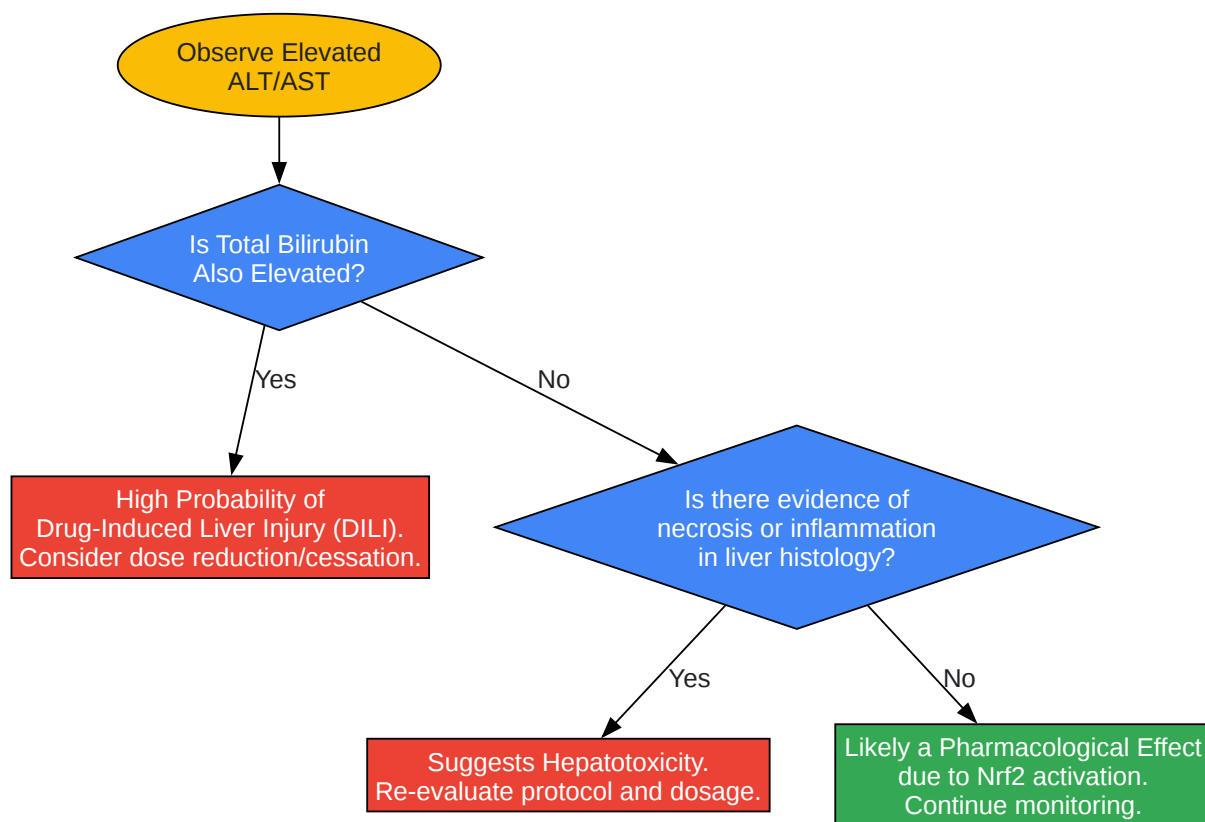 Observe Elevated
ALT/AST
Is Total Bilirubin
Also Elevated?
Yes
No
High Probability of
Drug-Induced Liver Injury (DILI).
Consider dose reduction/cessation.
Is there evidence of
necrosis or inflammation
in liver histology?
Yes
No
Suggests Hepatotoxicity.
Re-evaluate protocol and dosage.
Likely a Pharmacological Effect
due to Nrf2 activation.
Continue monitoring.